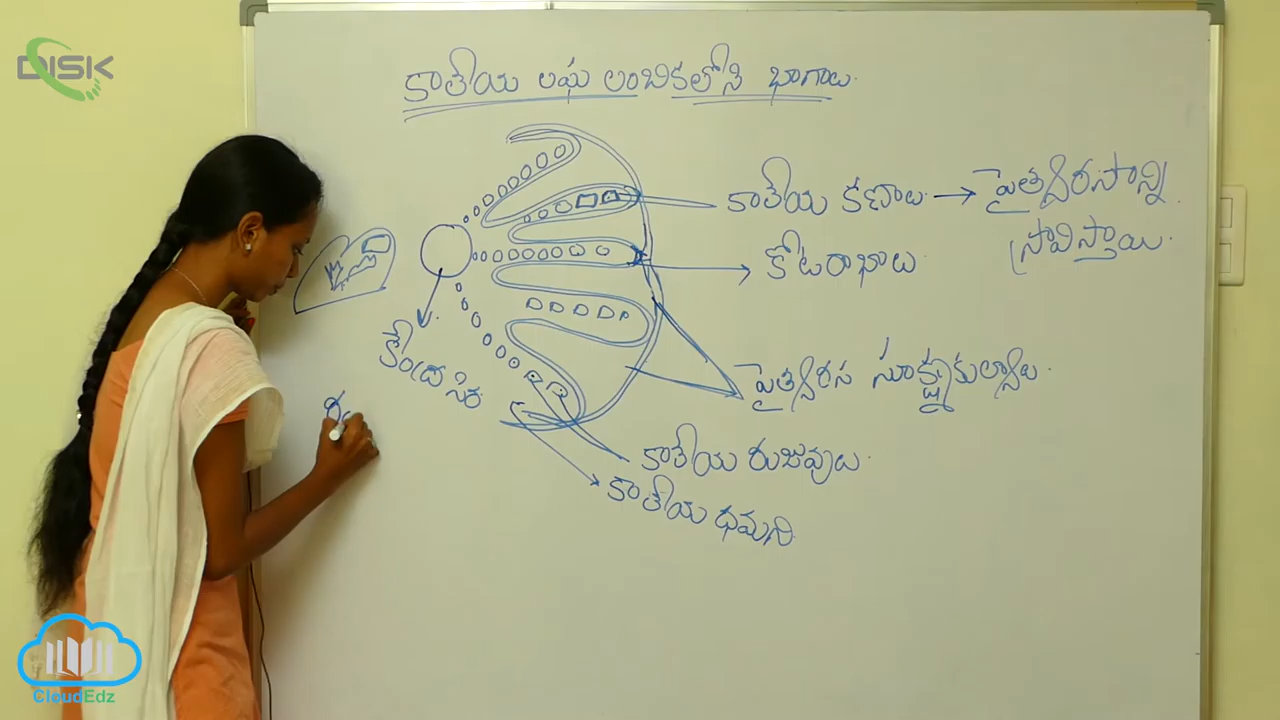 DISK
కాలేయ లఘ లంబికలోని భాగాలు
కాలేయ కణాలు → పైత్యరసాన్ని
స్రావిస్తాయి.
కోటరాభాలు
కేంద్ర సిర
పైత్యరస సూక్ష్మకుల్యాలు
కాలేయ రుజువులు
కాలేయ ధమని
CloudEdz